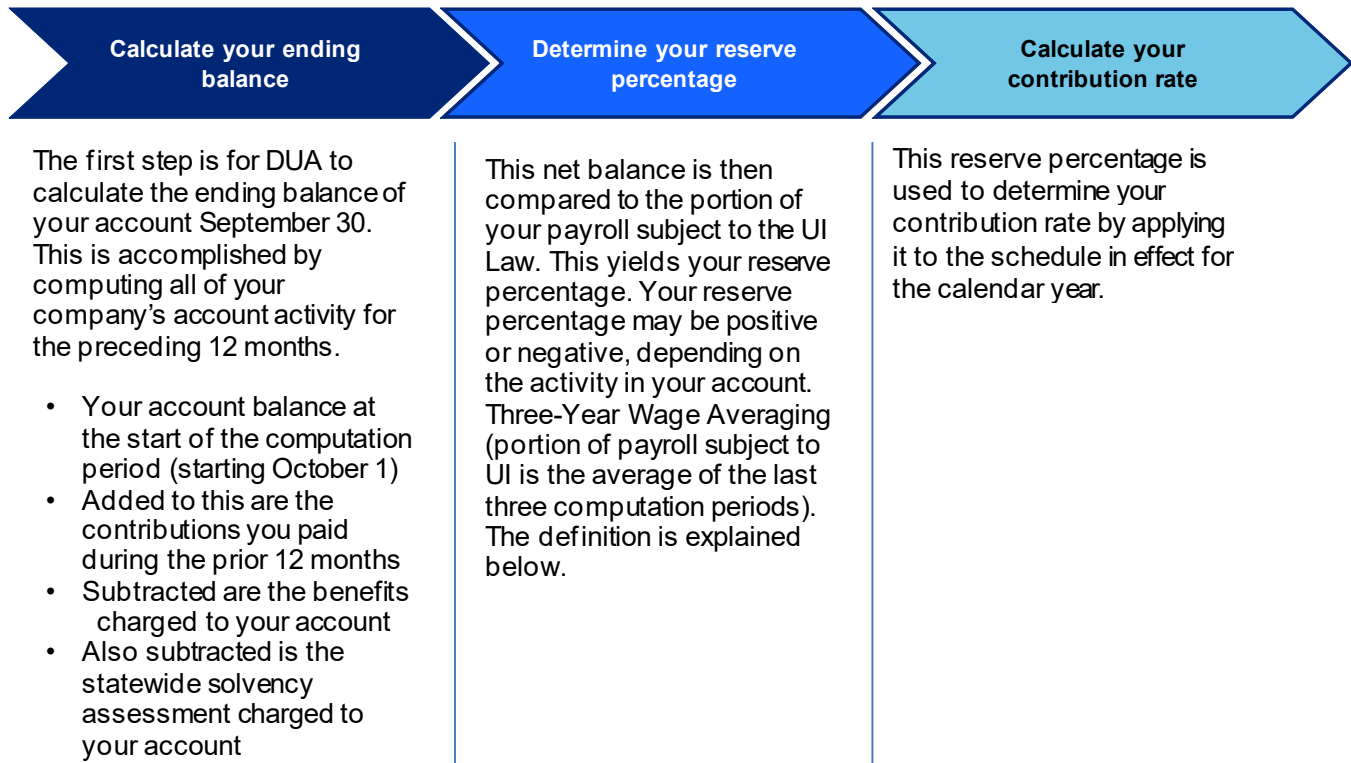 Calculate your ending
balance
Determine your reserve
percentage
Calculate your
contribution rate
The first step is for DUA to
calculate the ending balance of
your account September 30.
This is accomplished by
computing all of your
company’s account activity for
the preceding 12 months.
• Your account balance at
the start of the computation
period (starting October 1)
• Added to this are the
contributions you paid
during the prior 12 months
• Subtracted are the benefits
charged to your account
• Also subtracted is the
statewide solvency
assessment charged to
your account
This net balance is then
compared to the portion of
your payroll subject to the UI
Law. This yields your reserve
percentage. Your reserve
percentage may be positive
or negative, depending on
the activity in your account.
Three-Year Wage Averaging
(portion of payroll subject to
UI is the average of the last
three computation periods).
The definition is explained
below.
This reserve percentage is
used to determine your
contribution rate by applying
it to the schedule in effect for
the calendar year.